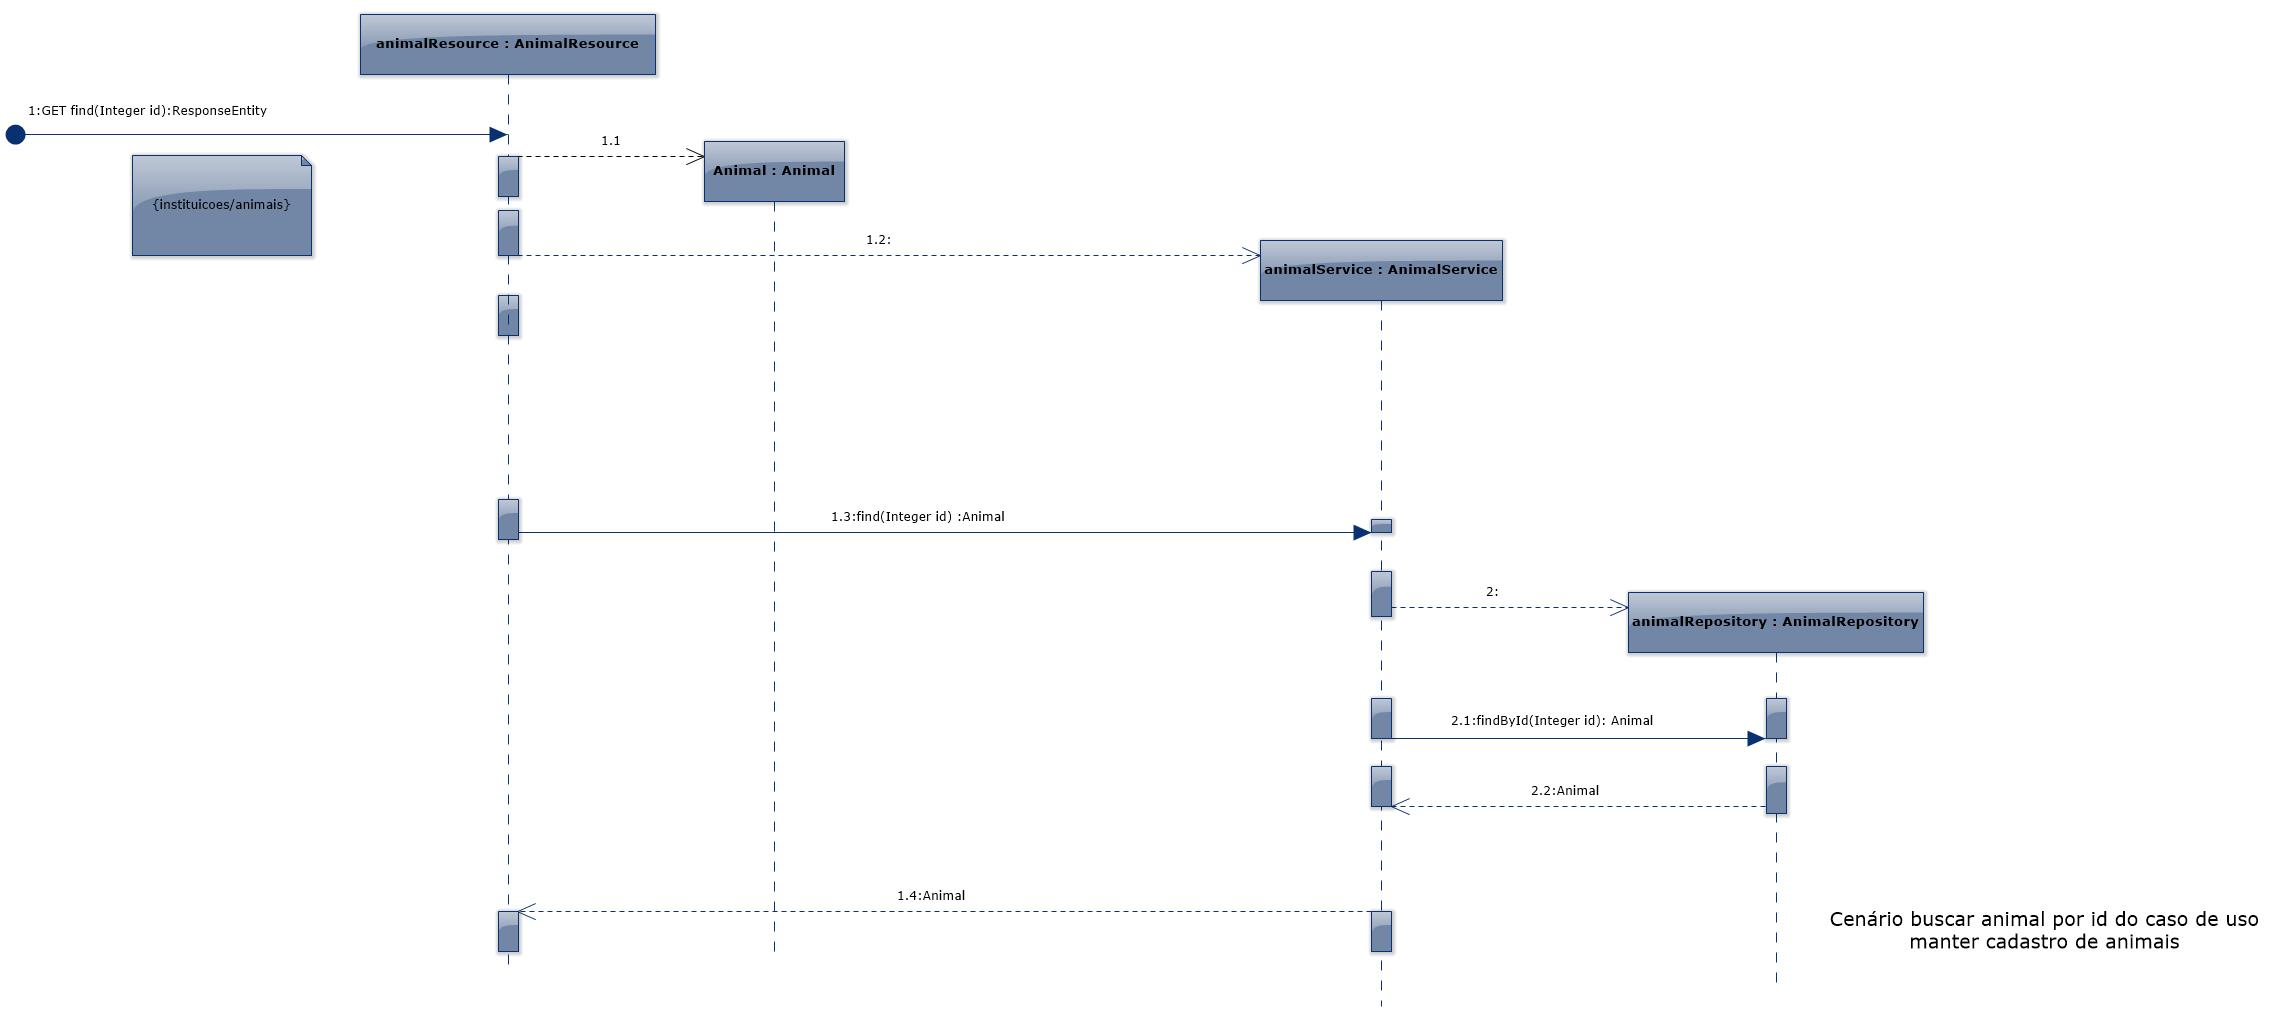 animalResource : AnimalResource
1:GET find(Integer id):ResponseEntity
1.1
Animal : Animal
{instituicoes/animais}
1.2:
animalService : AnimalService
1.3:find(Integer id) :Animal
2:
animalRepository : AnimalRepository
2.1:findById(Integer id): Animal
2.2:Animal
1.4:Animal
Cenário buscar animal por id do caso de uso
manter cadastro de animais